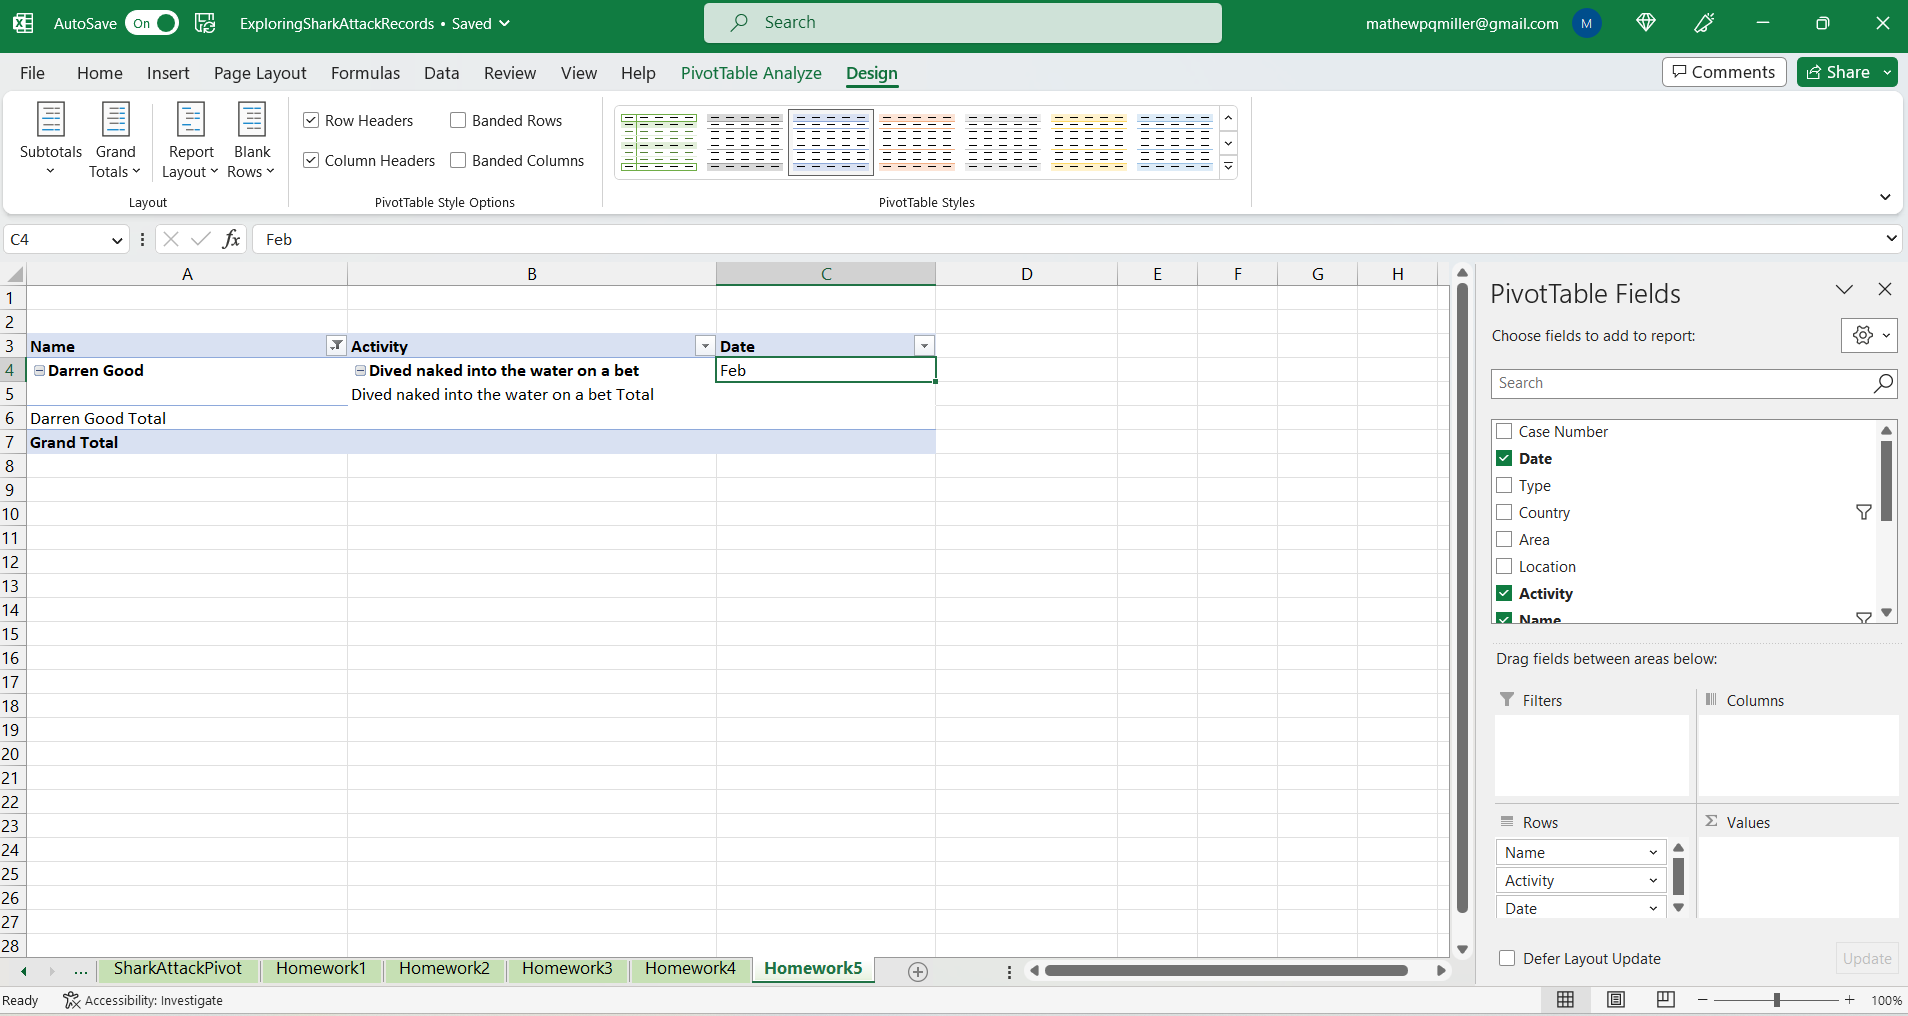 AutoSave On ExploringSharkAttackRecords • Saved Search mathewpqmiller@gmail.com M
File Home Insert Page Layout Formulas Data Review View Help PivotTable Analyze Design Comments Share
Subtotals Grand Totals Report Layout Blank Rows
Row Headers Banded Rows
Column Headers Banded Columns
Layout PivotTable Style Options PivotTable Styles
C4 fx Feb
A B C D E F G H
1
2
3 Name Activity Date
4 Darren Good Dived naked into the water on a bet Feb
5 Dived naked into the water on a bet Total
6 Darren Good Total
7 Grand Total
8
9
10
11
12
13
14
15
16
17
18
19
20
21
22
23
24
25
26
27
28
PivotTable Fields
Choose fields to add to report:
Search
Case Number
Date
Type
Country
Area
Location
Activity
Name
Drag fields between areas below:
Filters Columns
Rows Σ Values
Name
Activity
Date
Defer Layout Update Update
... SharkAttackPivot Homework1 Homework2 Homework3 Homework4 Homework5
Ready Accessibility: Investigate 100%